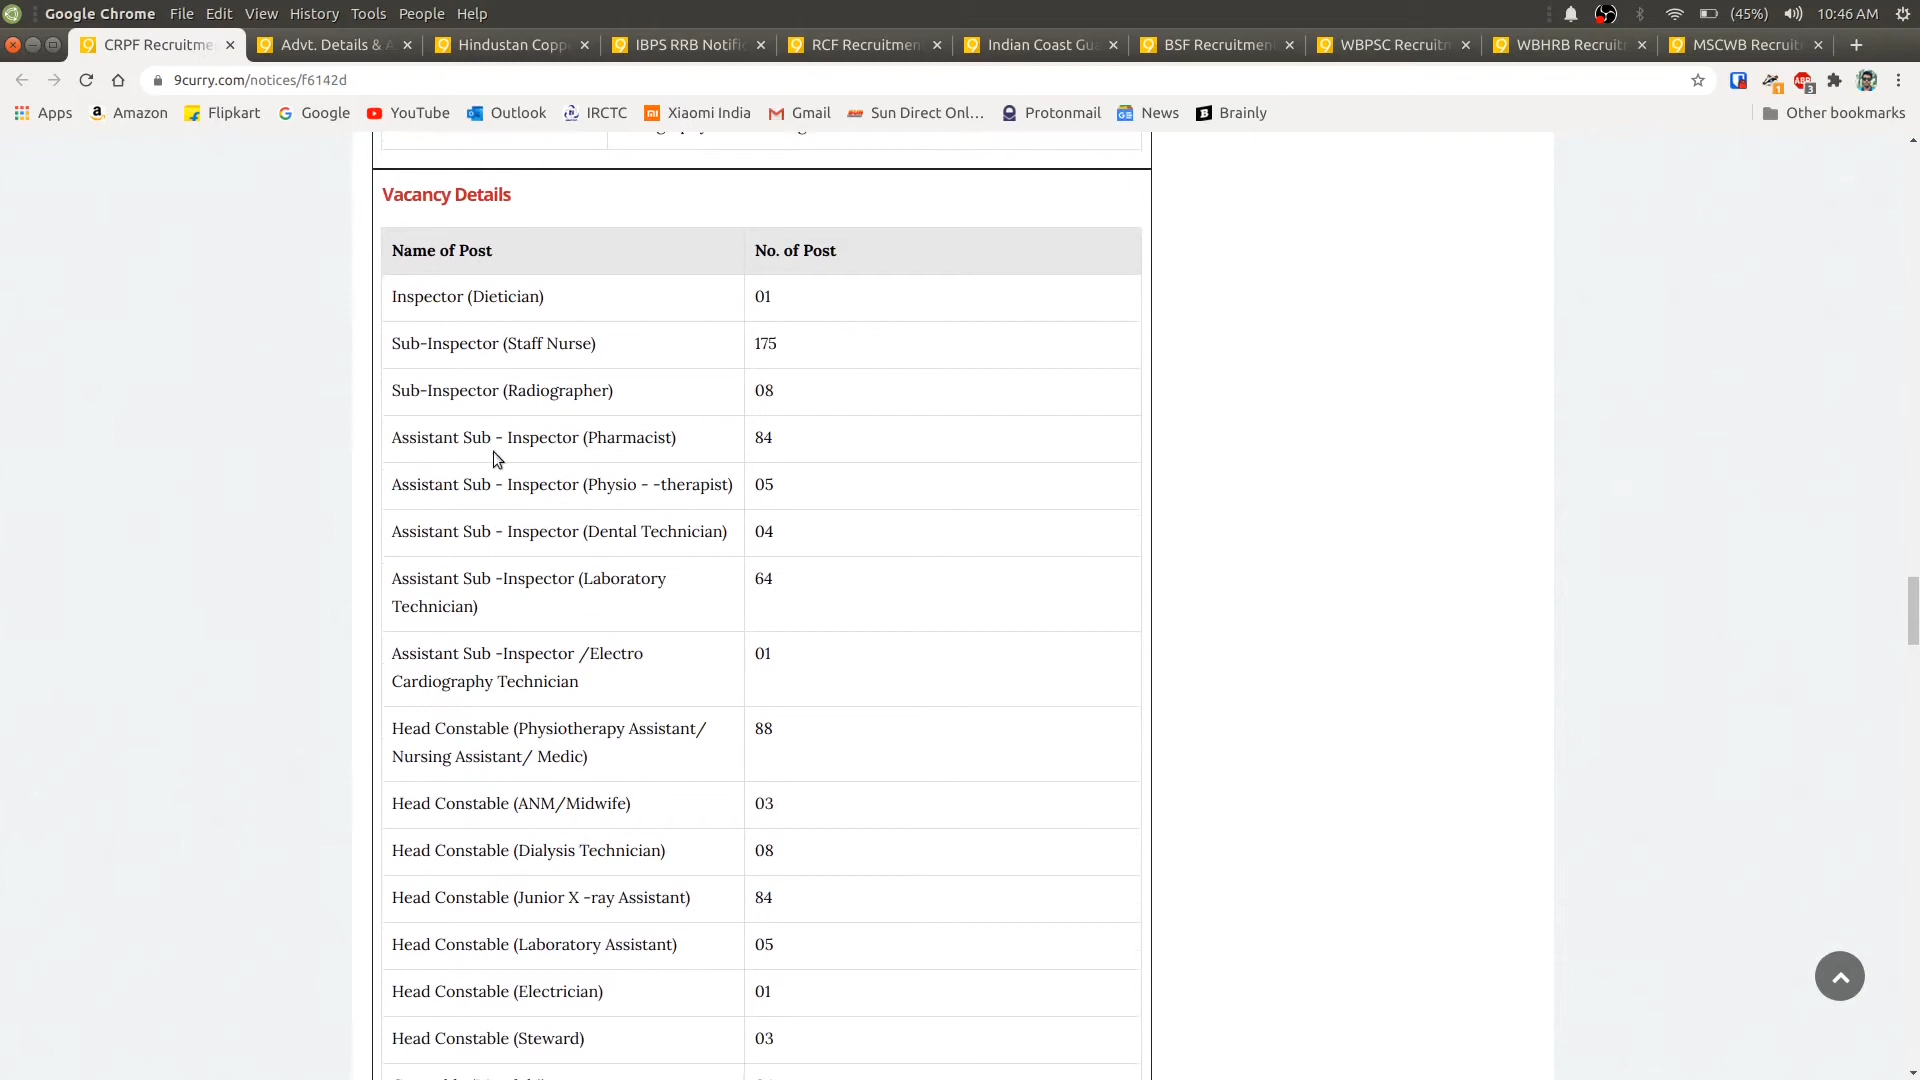 Google Chrome File Edit View History Tools People Help (45%) 10:46 AM
CRPF Recruitme Advt. Details & A Hindustan Coppe IBPS RRB Notifi RCF Recruitmen Indian Coast Gua BSF Recruitmen WBPSC Recruitm WBHRB Recruit MSCWB Recruit
9curry.com/notices/f6142d
Apps Amazon Flipkart Google YouTube Outlook IRCTC Xiaomi India Gmail Sun Direct Onl... Protonmail News Brainly Other bookmarks
Vacancy Details
Name of Post No. of Post
Inspector (Dietician) 01
Sub-Inspector (Staff Nurse) 175
Sub-Inspector (Radiographer) 08
Assistant Sub - Inspector (Pharmacist) 84
Assistant Sub - Inspector (Physio - -therapist) 05
Assistant Sub - Inspector (Dental Technician) 04
Assistant Sub -Inspector (Laboratory 64
Technician)
Assistant Sub -Inspector /Electro 01
Cardiography Technician
Head Constable (Physiotherapy Assistant/ 88
Nursing Assistant/ Medic)
Head Constable (ANM/Midwife) 03
Head Constable (Dialysis Technician) 08
Head Constable (Junior X -ray Assistant) 84
Head Constable (Laboratory Assistant) 05
Head Constable (Electrician) 01
Head Constable (Steward) 03